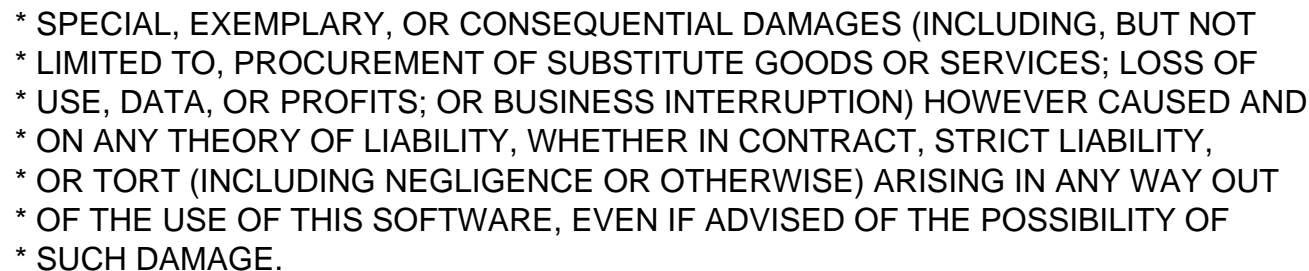 * SPECIAL, EXEMPLARY, OR CONSEQUENTIAL DAMAGES (INCLUDING, BUT NOT
* LIMITED TO, PROCUREMENT OF SUBSTITUTE GOODS OR SERVICES; LOSS OF
* USE, DATA, OR PROFITS; OR BUSINESS INTERRUPTION) HOWEVER CAUSED AND
* ON ANY THEORY OF LIABILITY, WHETHER IN CONTRACT, STRICT LIABILITY,
* OR TORT (INCLUDING NEGLIGENCE OR OTHERWISE) ARISING IN ANY WAY OUT
* OF THE USE OF THIS SOFTWARE, EVEN IF ADVISED OF THE POSSIBILITY OF
* SUCH DAMAGE.